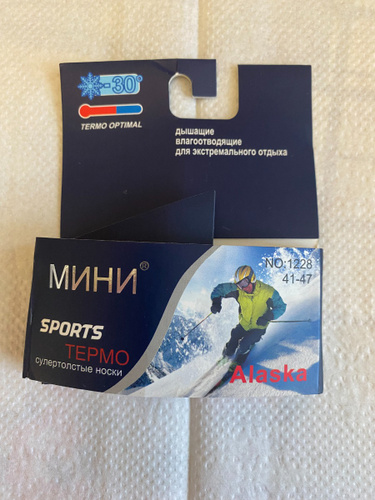 -30°
TERMO OPTIMAL
дышащие
влагоотводящие
для экстремального отдыха
МИНИ®
NO:1228
41-47
SPORTS
ТЕРМО
супертолстые носки
Alaska